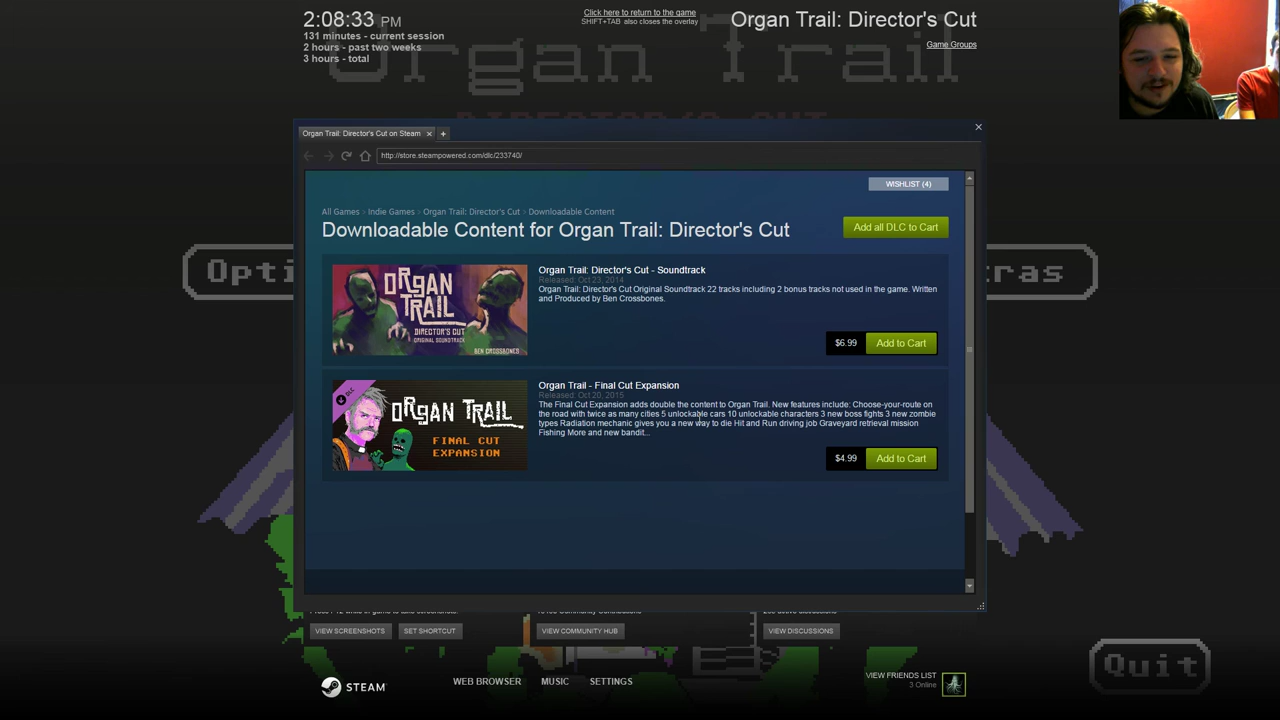 2:08:33 PM
131 minutes - current session
2 hours - past two weeks
3 hours - total
Click here to return to the game
SHIFT+TAB also closes the overlay
Organ Trail: Director's Cut
Game Groups
Organ Trail
DIRECTOR'S CUT
Organ Trail: Director's Cut on Steam
http://store.steampowered.com/dlc/233740/
WISHLIST (4)
All Games > Indie Games > Organ Trail: Director's Cut > Downloadable Content
Downloadable Content for Organ Trail: Director's Cut
Add all DLC to Cart
ORGAN TRAIL
DIRECTOR'S CUT
ORIGINAL SOUNDTRACK
BEN CROSSBONES
Organ Trail: Director's Cut - Soundtrack
Released: Oct 23, 2014
Organ Trail: Director's Cut Original Soundtrack 22 tracks including 2 bonus tracks not used in the game. Written
and Produced by Ben Crossbones.
$6.99
Add to Cart
Opti
ras
DLC
ORGAN TRAIL
FINAL CUT
EXPANSION
Organ Trail - Final Cut Expansion
Released: Oct 20, 2015
The Final Cut Expansion adds double the content to Organ Trail. New features include: Choose-your-route on
the road with twice as many cities 5 unlockable cars 10 unlockable characters 3 new boss fights 3 new zombie
types Radiation mechanic gives you a new way to die Hit and Run driving job Graveyard retrieval mission
Fishing More and new bandit...
$4.99
Add to Cart
VIEW SCREENSHOTS
SET SHORTCUT
VIEW COMMUNITY HUB
VIEW DISCUSSIONS
Quit
STEAM
WEB BROWSER
MUSIC
SETTINGS
VIEW FRIENDS LIST
3 Online